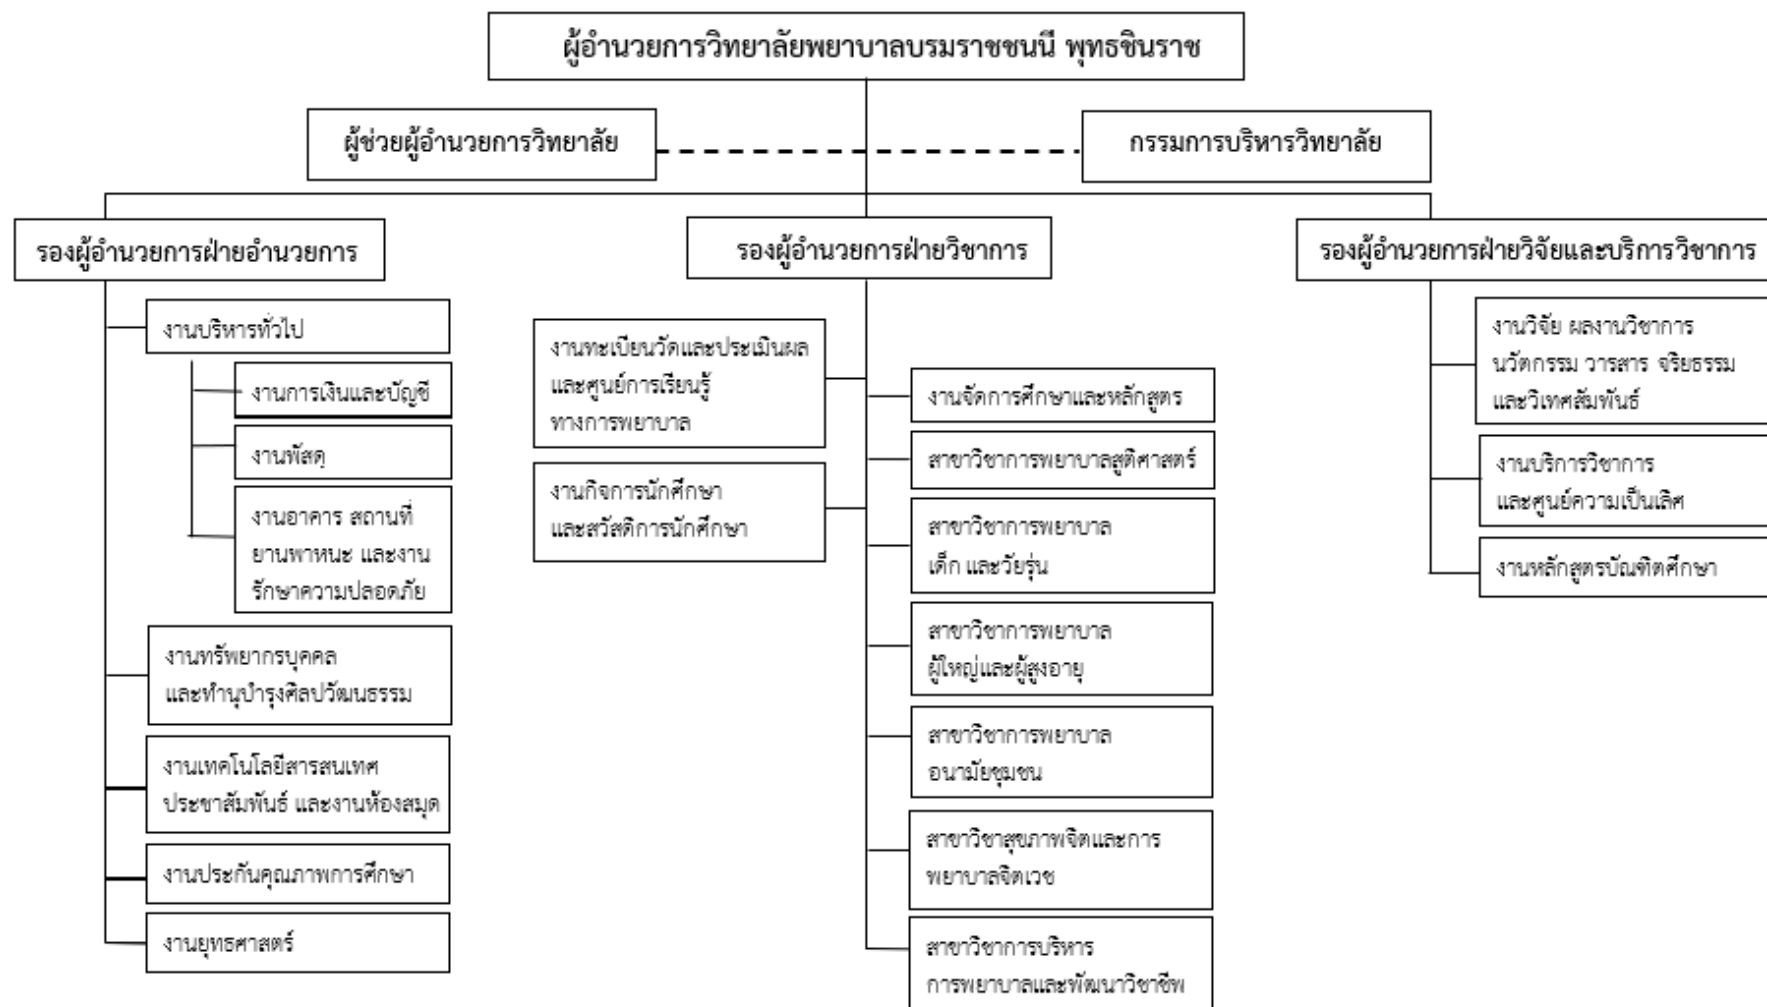 ผู้อำนวยการวิทยาลัยพยาบาลบรมราชชนนี พุทธชินราช
ผู้ช่วยผู้อำนวยการวิทยาลัย
กรรมการบริหารวิทยาลัย
รองผู้อำนวยการฝ่ายอำนวยการ
งานบริหารทั่วไป
งานการเงินและบัญชี
งานพัสดุ
งานอาคาร สถานที่
ยานพาหนะ และงาน
รักษาความปลอดภัย
งานทรัพยากรบุคคล
และทำนุบำรุงศิลปวัฒนธรรม
งานเทคโนโลยีสารสนเทศ
ประชาสัมพันธ์ และงานห้องสมุด
งานประกันคุณภาพการศึกษา
งานยุทธศาสตร์
รองผู้อำนวยการฝ่ายวิชาการ
งานทะเบียนวัดและประเมินผล
และศูนย์การเรียนรู้
ทางการพยาบาล
งานกิจการนักศึกษา
และสวัสดิการนักศึกษา
งานจัดการศึกษาและหลักสูตร
สาขาวิชาการพยาบาลสูติศาสตร์
สาขาวิชาการพยาบาล
เด็ก และวัยรุ่น
สาขาวิชาการพยาบาล
ผู้ใหญ่และผู้สูงอายุ
สาขาวิชาการพยาบาล
อนามัยชุมชน
สาขาวิชาสุขภาพจิตและการ
พยาบาลจิตเวช
สาขาวิชาการบริหาร
การพยาบาลและพัฒนาวิชาชีพ
รองผู้อำนวยการฝ่ายวิจัยและบริการวิชาการ
งานวิจัย ผลงานวิชาการ
นวัตกรรม วารสาร จริยธรรม
และวิเทศสัมพันธ์
งานบริการวิชาการ
และศูนย์ความเป็นเลิศ
งานหลักสูตรบัณฑิตศึกษา